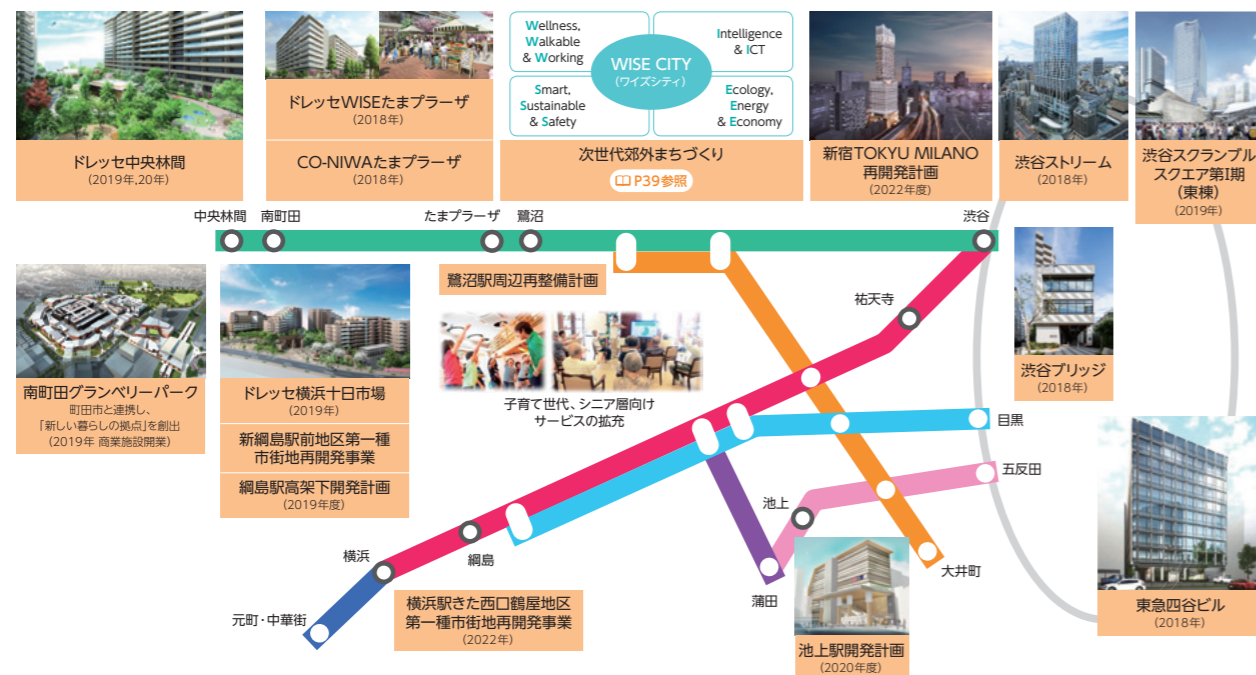 Wellness,
Walkable
& Working
Intelligence
& ICT
WISE CITY
(ワイズシティ)
Smart,
Sustainable
& Safety
Ecology,
Energy
& Economy
ドレッセ中央林間
(2019年,20年)
ドレッセWISEたまプラーザ
(2018年)
CO-NIWAたまプラーザ
(2018年)
次世代郊外まちづくり
P39参照
新宿TOKYU MILANO
再開発計画
(2022年度)
渋谷ストリーム
(2018年)
渋谷スクランブル
スクエア第Ⅰ期
(東棟)
(2019年)
中央林間
南町田
たまプラーザ
鷺沼
渋谷
鷺沼駅周辺再整備計画
祐天寺
渋谷ブリッジ
(2018年)
南町田グランベリーパーク
町田市と連携し、
「新しい暮らしの拠点」を創出
(2019年 商業施設開業)
ドレッセ横浜十日市場
(2019年)
新綱島駅前地区第一種
市街地再開発事業
綱島駅高架下開発計画
(2019年度)
子育て世代、シニア層向け
サービスの拡充
目黒
五反田
池上
大井町
蒲田
綱島
横浜
元町・中華街
横浜駅きた西口鶴屋地区
第一種市街地再開発事業
(2022年)
池上駅開発計画
(2020年度)
東急四谷ビル
(2018年)